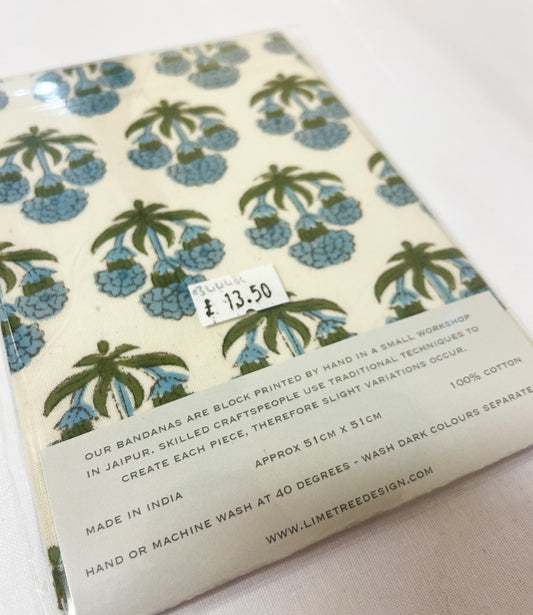 £ 13.50
OUR BANDANAS ARE BLOCK PRINTED BY HAND IN A SMALL WORKSHOP
IN JAIPUR. SKILLED CRAFTSPEOPLE USE TRADITIONAL TECHNIQUES TO
CREATE EACH PIECE, THEREFORE SLIGHT VARIATIONS OCCUR.
APPROX 51CM X 51CM
100% COTTON
MADE IN INDIA
HAND OR MACHINE WASH AT 40 DEGREES - WASH DARK COLOURS SEPARATE
WWW.LIMETREEDESIGN.COM